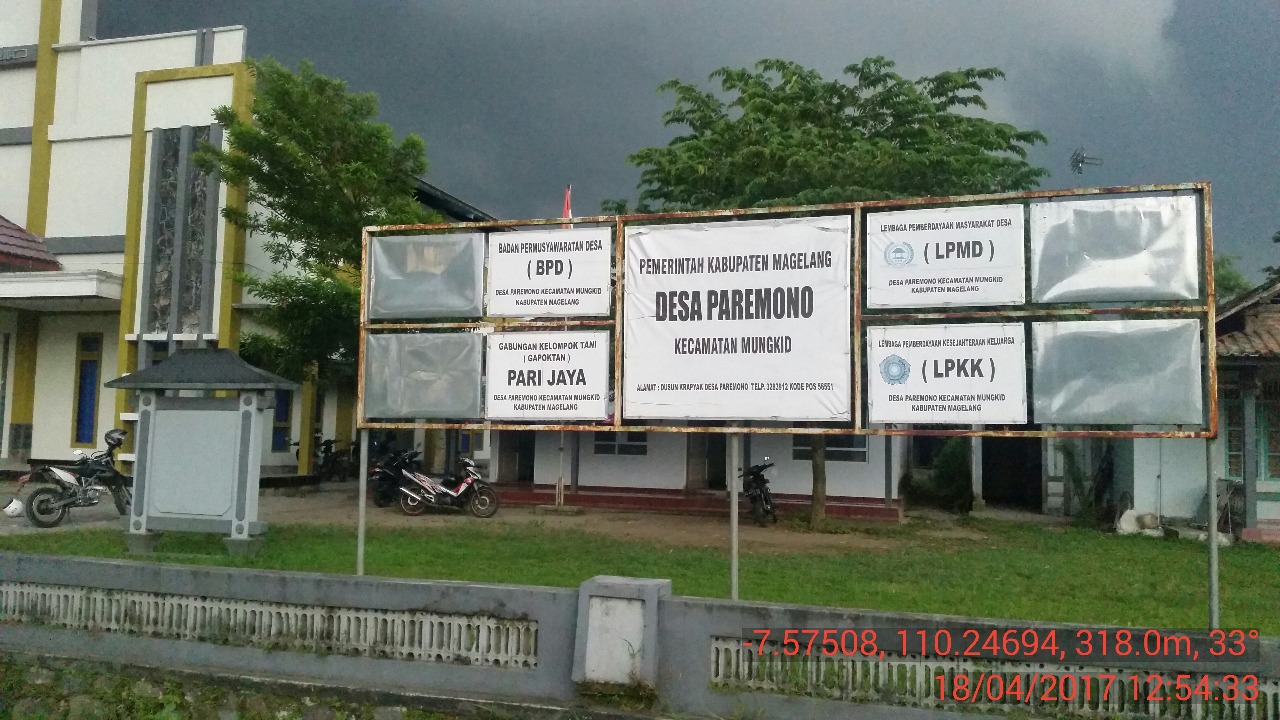 BADAN PERMUSYAWARATAN DESA
( BPD )
DESA PAREMONO KECAMATAN MUNGKID
KABUPATEN MAGELANG
GABUNGAN KELOMPOK TANI
( GAPOKTAN )
PARI JAYA
DESA PAREMONO KECAMATAN MUNGKID
KABUPATEN MAGELANG
PEMERINTAH KABUPATEN MAGELANG
DESA PAREMONO
KECAMATAN MUNGKID
ALAMAT : DUSUN KRAPYAK DESA PAREMONO TELP. 3283912 KODE POS 56551
LEMBAGA PEMBERDAYAAN MASYARAKAT DESA
( LPMD )
DESA PAREMONO KECAMATAN MUNGKID
KABUPATEN MAGELANG
LEMBAGA PEMBERDAYAAN KESEJAHTERAAN KELUARGA
( LPKK )
DESA PAREMONO KECAMATAN MUNGKID
KABUPATEN MAGELANG
-7.57508, 110.24694, 318.0m, 33°
18/04/2017 12:54:33